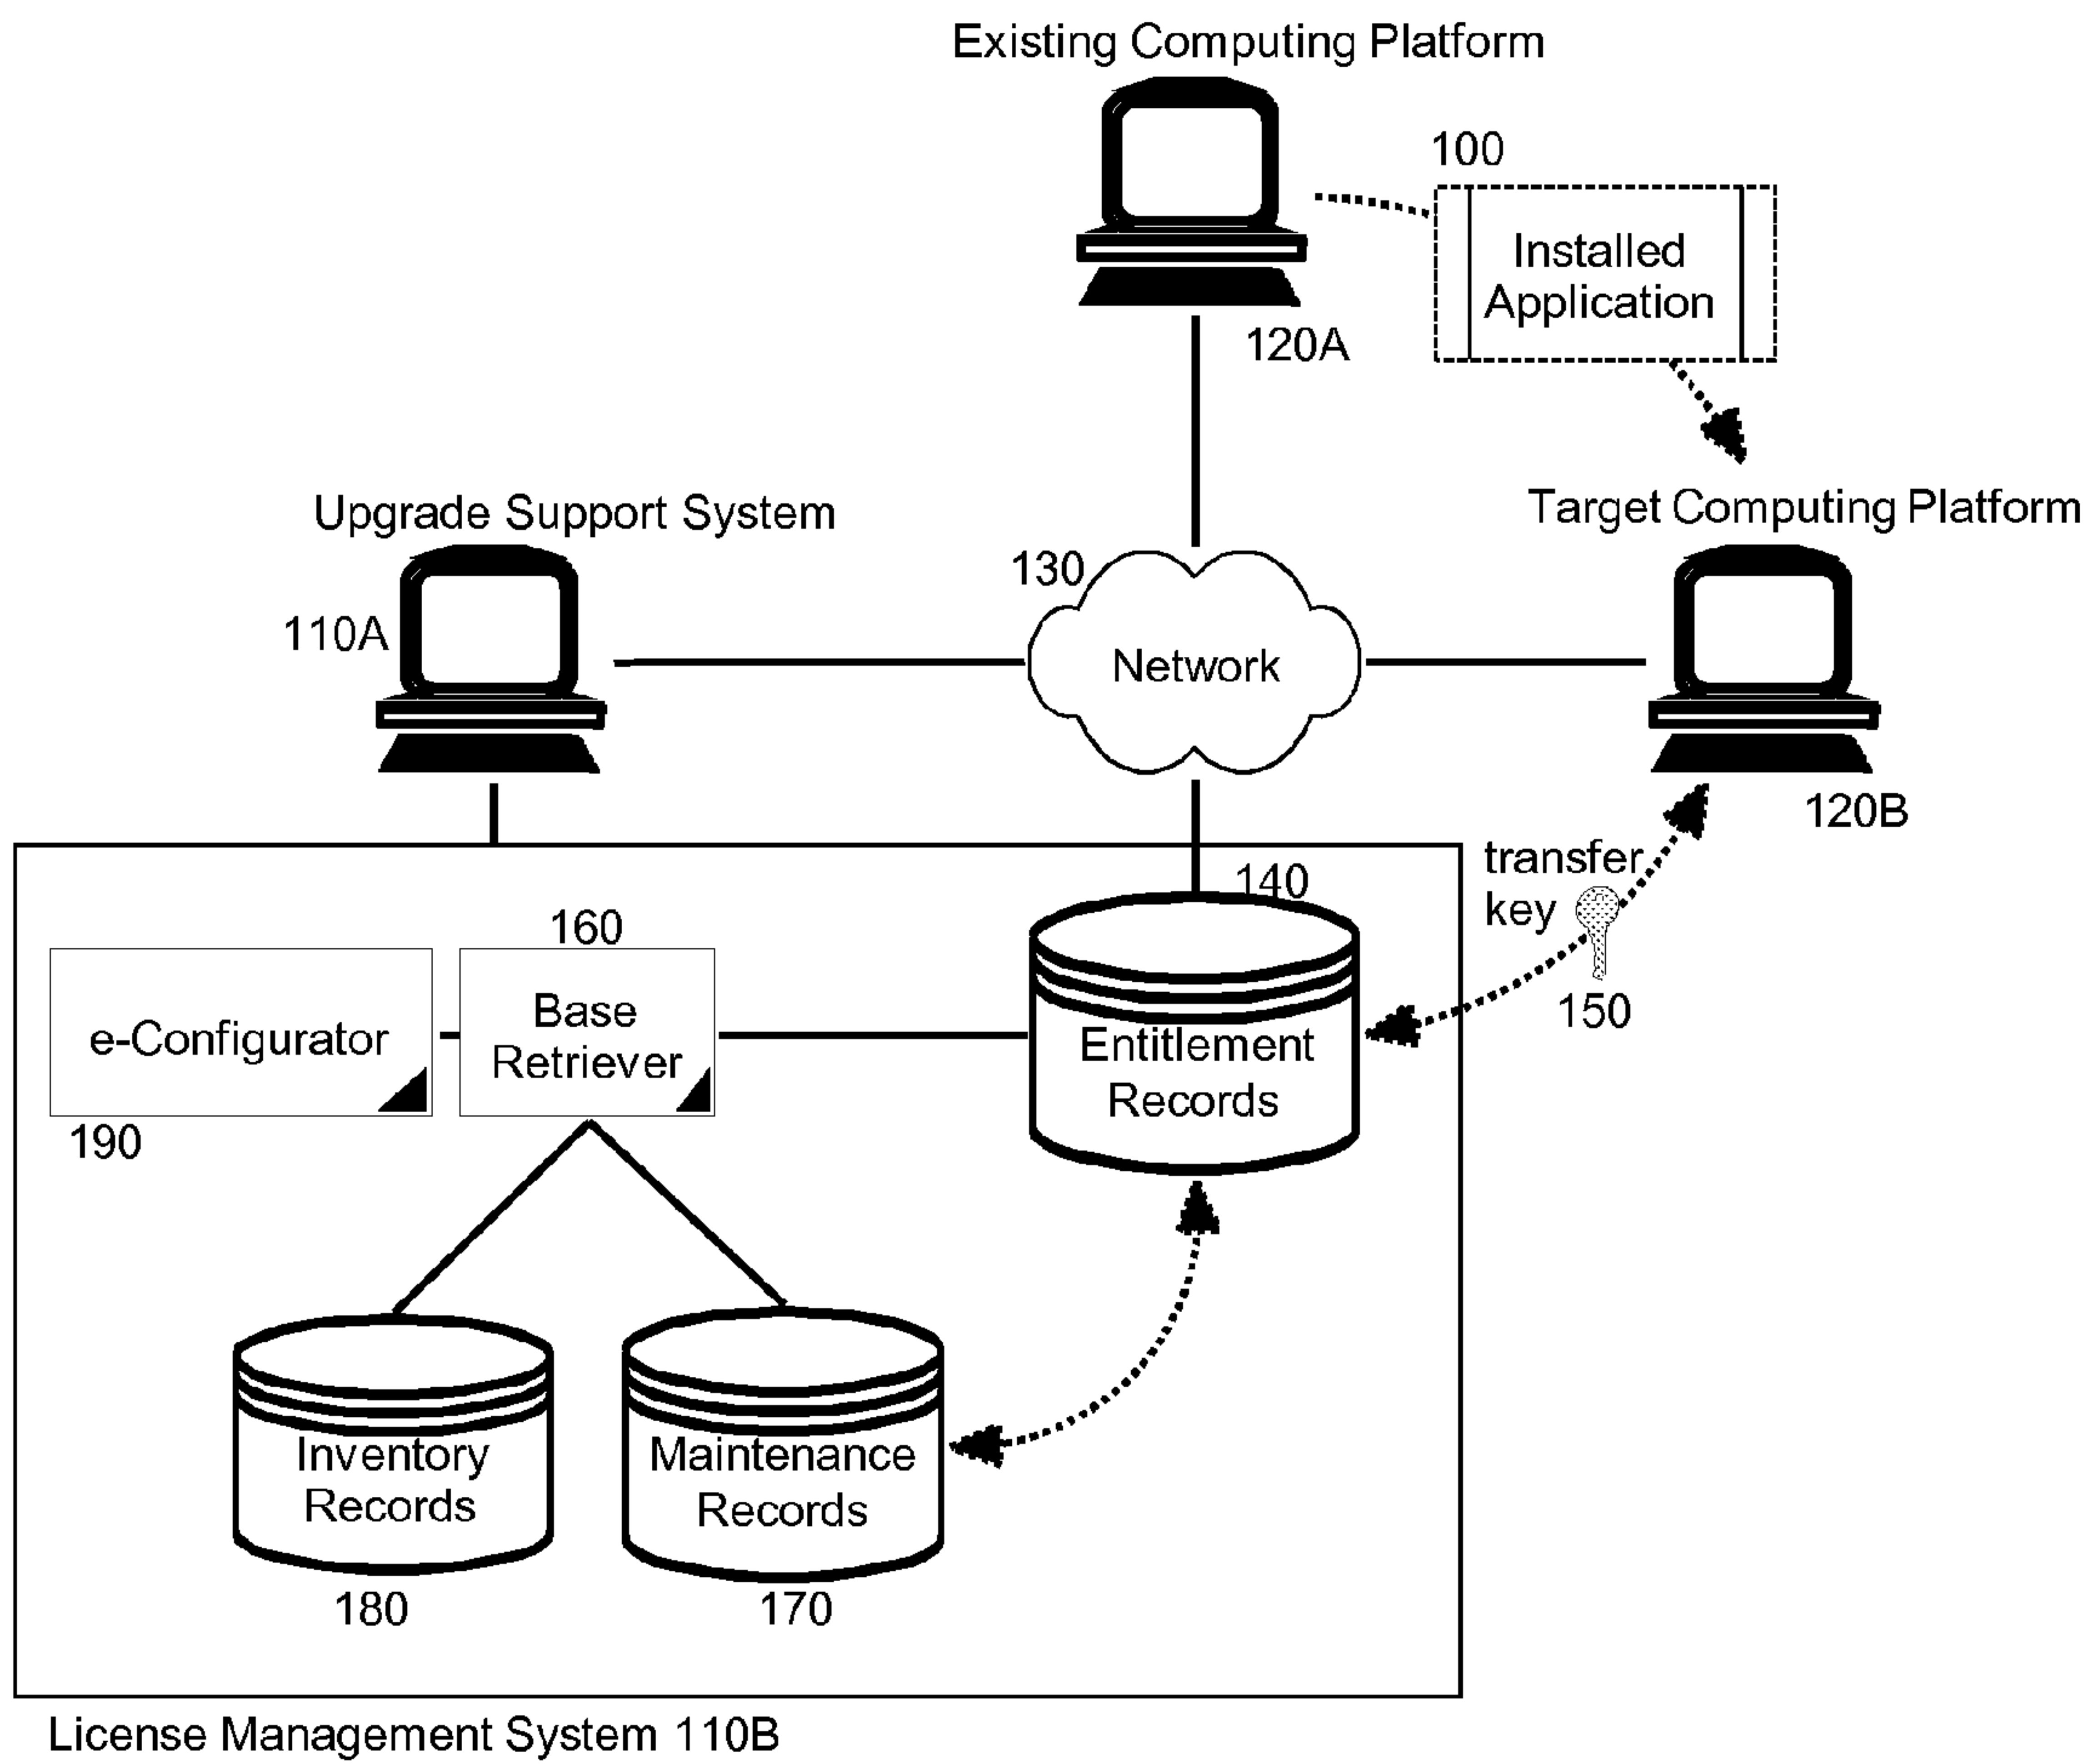 Existing Computing Platform
100
Installed
Application
120A
Upgrade Support System
Target Computing Platform
130
110A
Network
120B
transfer
key
140
150
160
Base
Retriever
e-Configurator
190
Entitlement
Records
Inventory
Records
Maintenance
Records
180
170
License Management System 110B